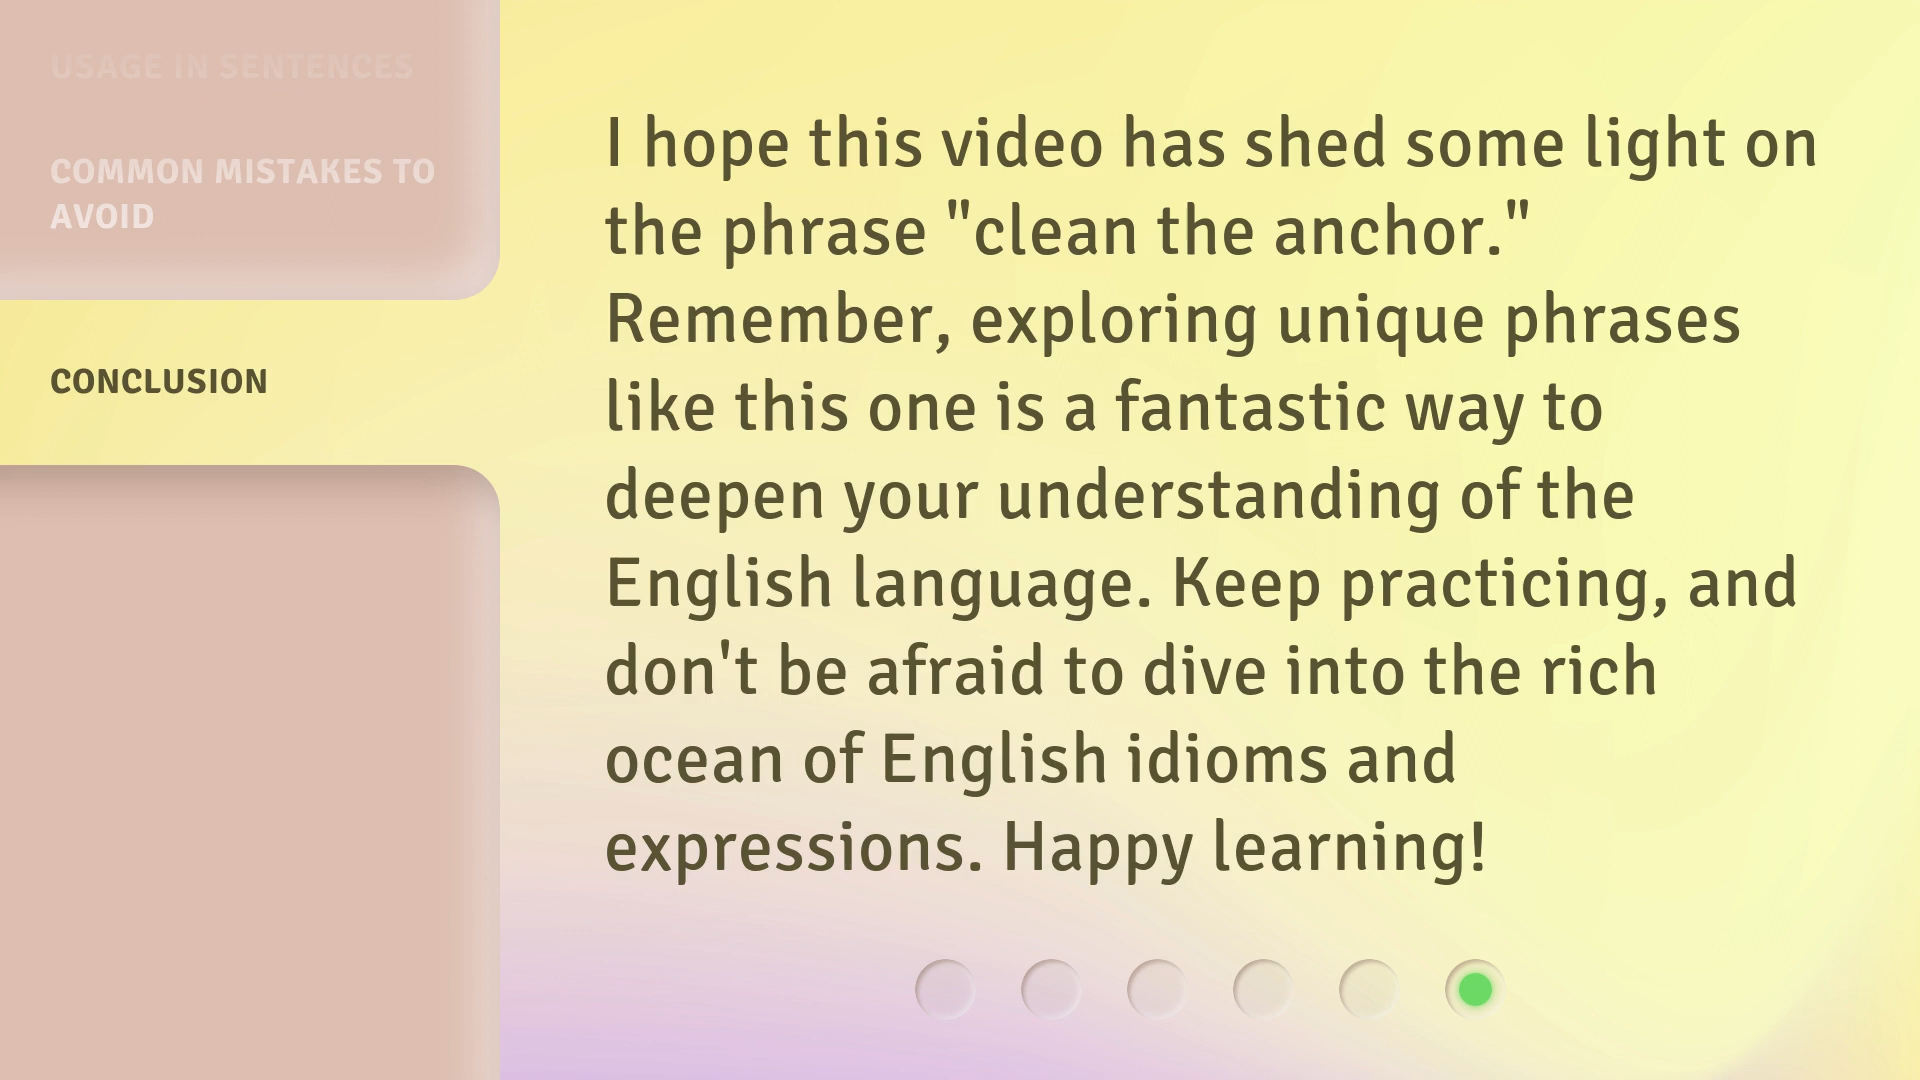 USAGE IN SENTENCES
COMMON MISTAKES TO
AVOID
CONCLUSION
I hope this video has shed some light on
the phrase "clean the anchor."
Remember, exploring unique phrases
like this one is a fantastic way to
deepen your understanding of the
English language. Keep practicing, and
don't be afraid to dive into the rich
ocean of English idioms and
expressions. Happy learning!